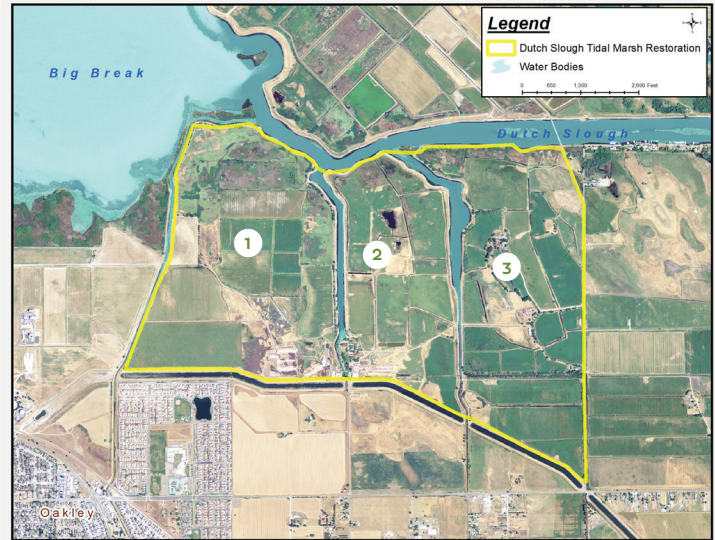 Legend
Dutch Slough Tidal Marsh Restoration
Water Bodies
0 650 1,300 2,600 Feet
Big Break
Dutch Slough
1
2
3
Oakley